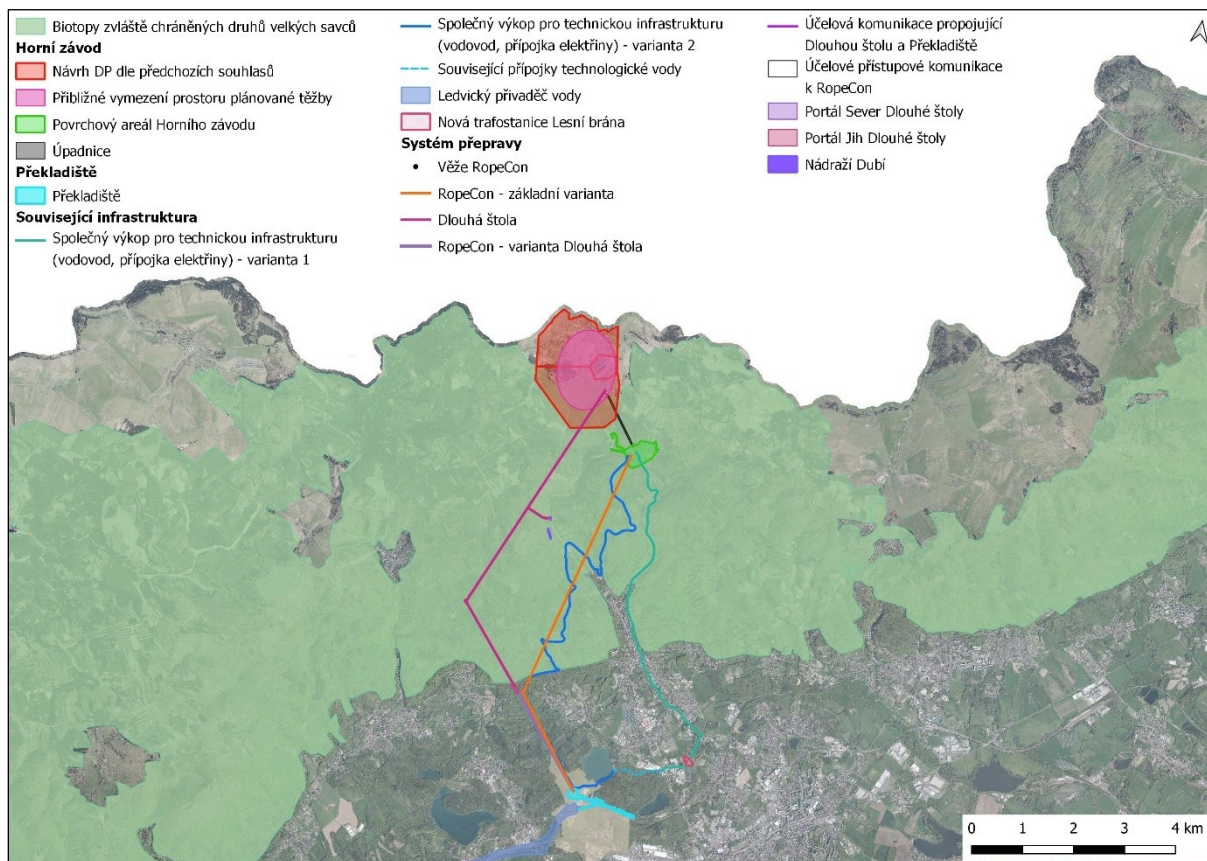 Biotopy zvláště chráněných druhů velkých savců
Horní závod
Návrh DP dle předchozích souhlasů
Přibližné vymezení prostoru plánované těžby
Povrchový areál Horního závodu
Úpadnice
Překladiště
Překladiště
Související infrastruktura
Společný výkop pro technickou infrastrukturu
(vodovod, přípojka elektřiny) - varianta 1
Společný výkop pro technickou infrastrukturu
(vodovod, přípojka elektřiny) - varianta 2
Související přípojky technologické vody
Ledvický přivaděč vody
Nová trafostanice Lesní brána
Systém přepravy
Věže RopeCon
RopeCon - základní varianta
Dlouhá štola
RopeCon - varianta Dlouhá štola
Účelová komunikace propojující
Dlouhou štolu a Překladiště
Účelové přístupové komunikace
k RopeCon
Portál Sever Dlouhé štoly
Portál Jih Dlouhé štoly
Nádraží Dubí
0 1 2 3 4 km